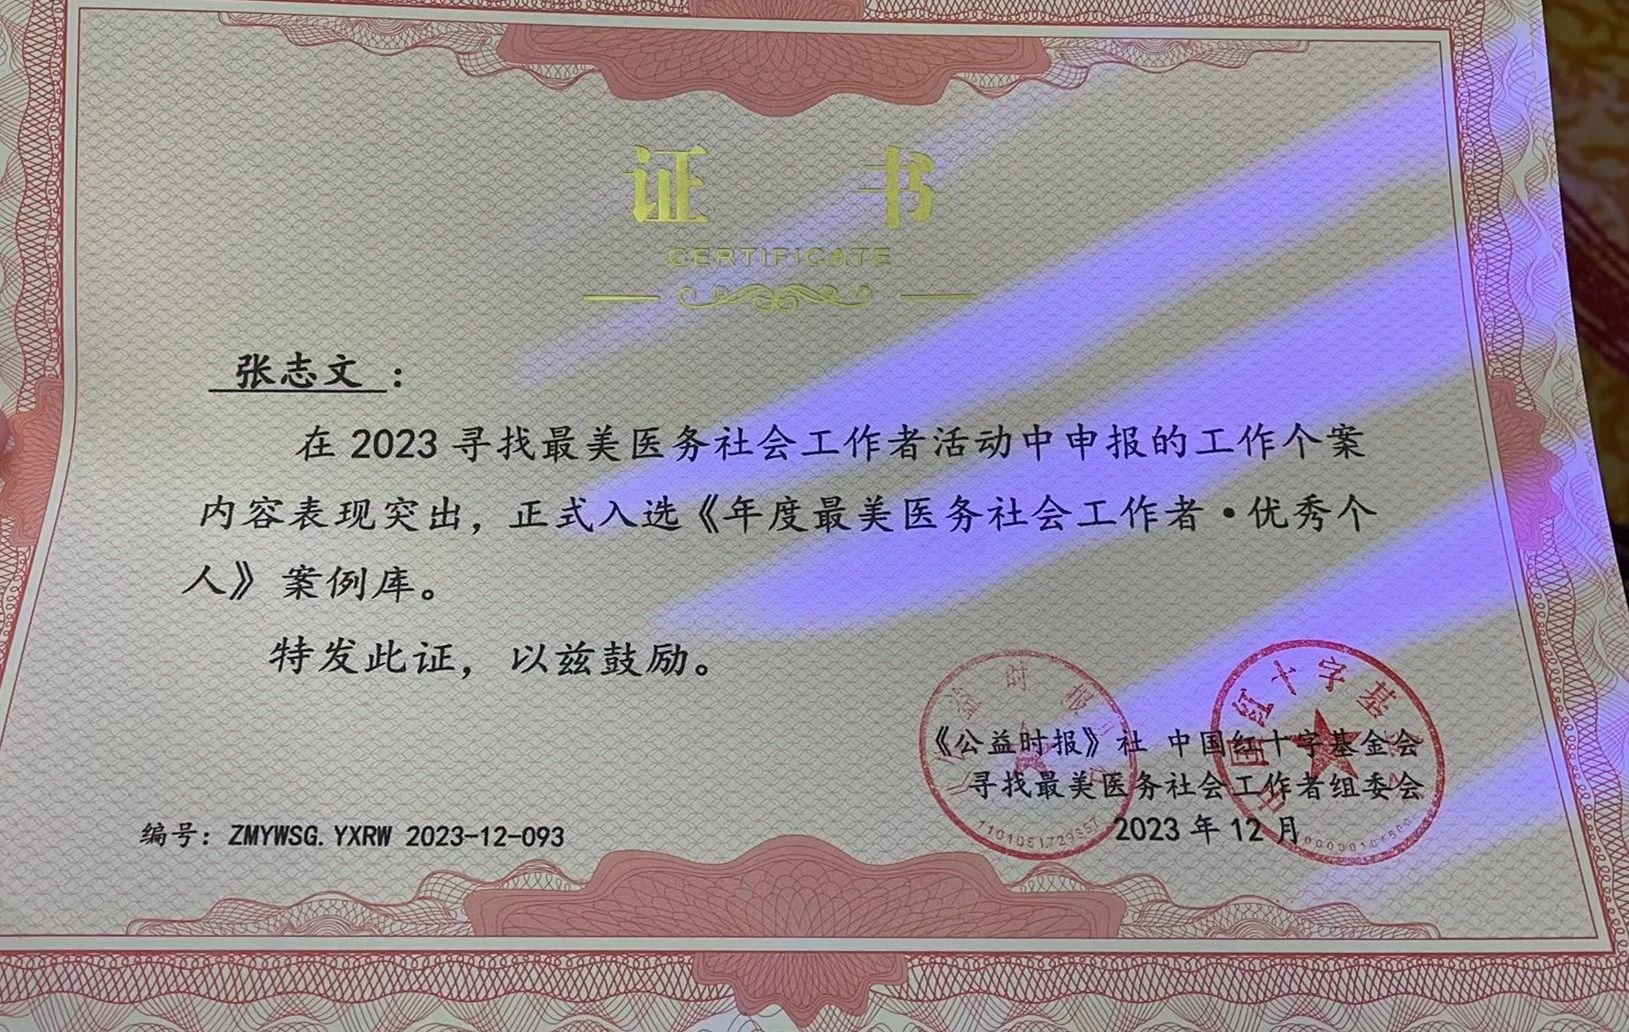 证 书
CERTIFICATE
张志文：
在 2023 寻找最美医务社会工作者活动中申报的工作个案
内容表现突出，正式入选《年度最美医务社会工作者·优秀个
人》案例库。
特发此证，以兹鼓励。
《公益时报》社 中国红十字基金会
寻找最美医务社会工作者组委会
2023 年 12 月
编号：ZMYWSG.YXRW 2023-12-093